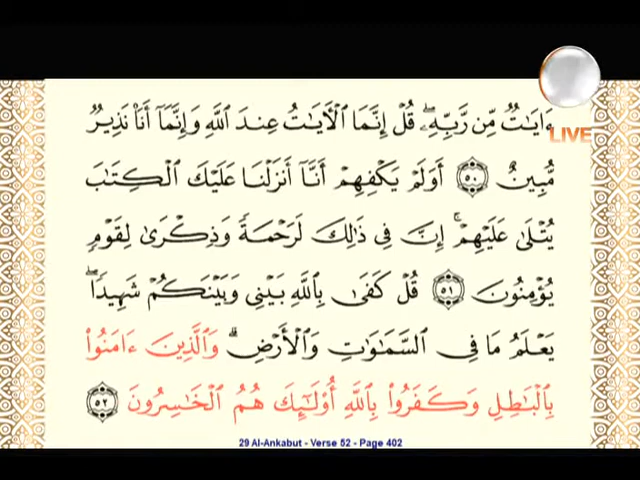 ءَايَٰتٌ مِّن رَّبِّهِۦۖ قُلۡ إِنَّمَا ٱلۡأٓيَٰتُ عِندَ ٱللَّهِ وَإِنَّمَآ أَنَا۠ نَذِيرٌ
LIVE
مُّبِينٌ ٥٠ أَوَلَمۡ يَكۡفِهِمۡ أَنَّآ أَنزَلۡنَا عَلَيۡكَ ٱلۡكِتَٰبَ
يُتۡلَىٰ عَلَيۡهِمۡۚ إِنَّ فِي ذَٰلِكَ لَرَحۡمَةٗ وَذِكۡرَىٰ لِقَوۡمٖ
يُؤۡمِنُونَ ٥١ قُلۡ كَفَىٰ بِٱللَّهِ بَيۡنِي وَبَيۡنَكُمۡ شَهِيدٗاۖ
يَعۡلَمُ مَا فِي ٱلسَّمَٰوَٰتِ وَٱلۡأَرۡضِۗ وَٱلَّذِينَ ءَامَنُواْ
بِٱلۡبَٰطِلِ وَكَفَرُواْ بِٱللَّهِ أُوْلَٰٓئِكَ هُمُ ٱلۡخَٰسِرُونَ ٥٢
29 Al-Ankabut - Verse 52 - Page 402